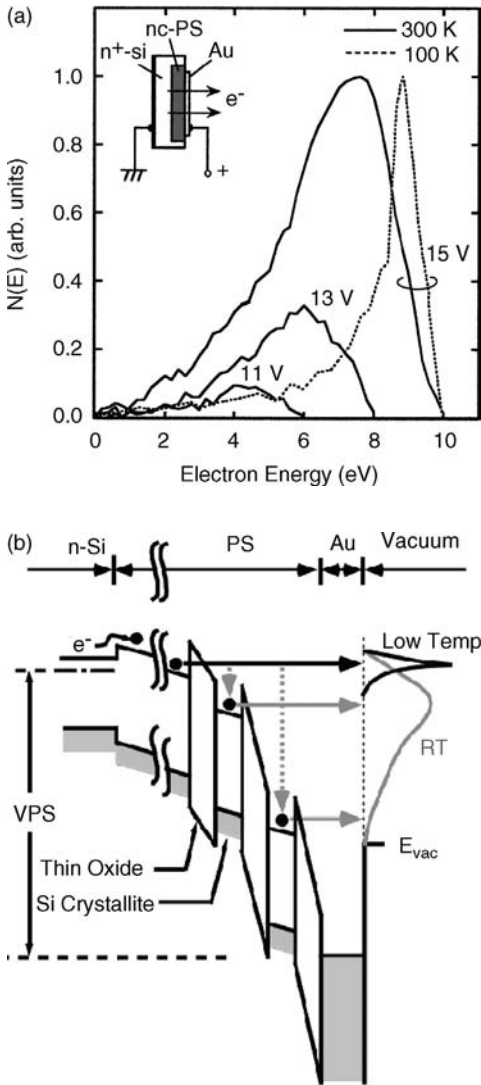 (a)
nc-PS
n+-si
Au
e-
+
300 K
100 K
N(E) (arb. units)
1.0
0.8
0.6
0.4
0.2
0.0
15 V
13 V
11 V
0 2 4 6 8 10
Electron Energy (eV)
(b)
n-Si PS Au Vacuum
e-
Low Temp
RT
VPS
Evac
Thin Oxide
Si Crystallite